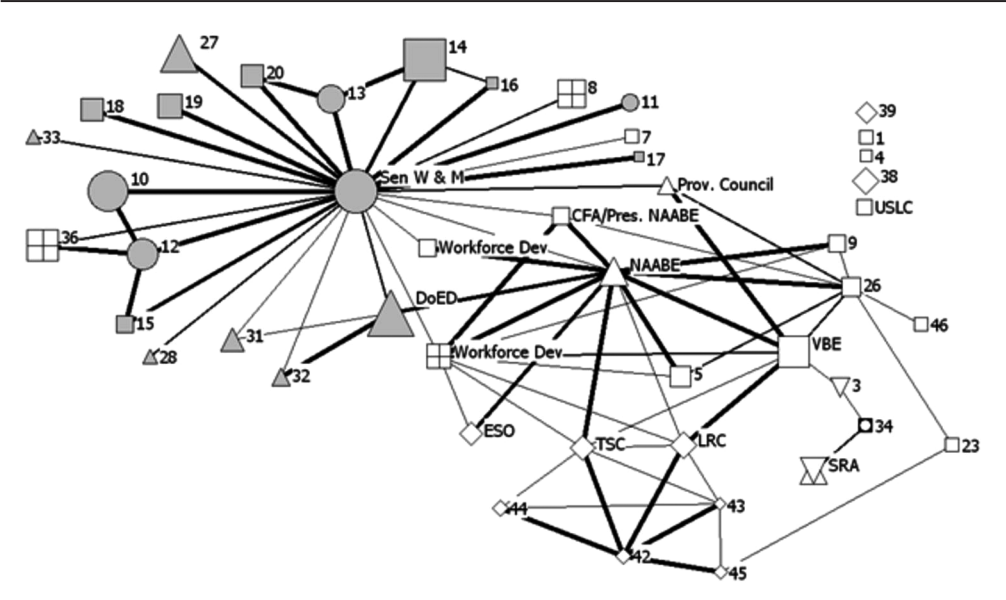 27
14
20
13
16
8
11
39
18
19
7
1
33
17
4
Sen W & M
10
Prov. Council
38
USLC
CFA/Pres. NAABE
36
12
Workforce Dev
9
NAABE
26
DoED
15
31
46
28
Workforce Dev
VBE
32
5
3
ESO
TSC
LRC
34
23
SRA
44
43
42
45